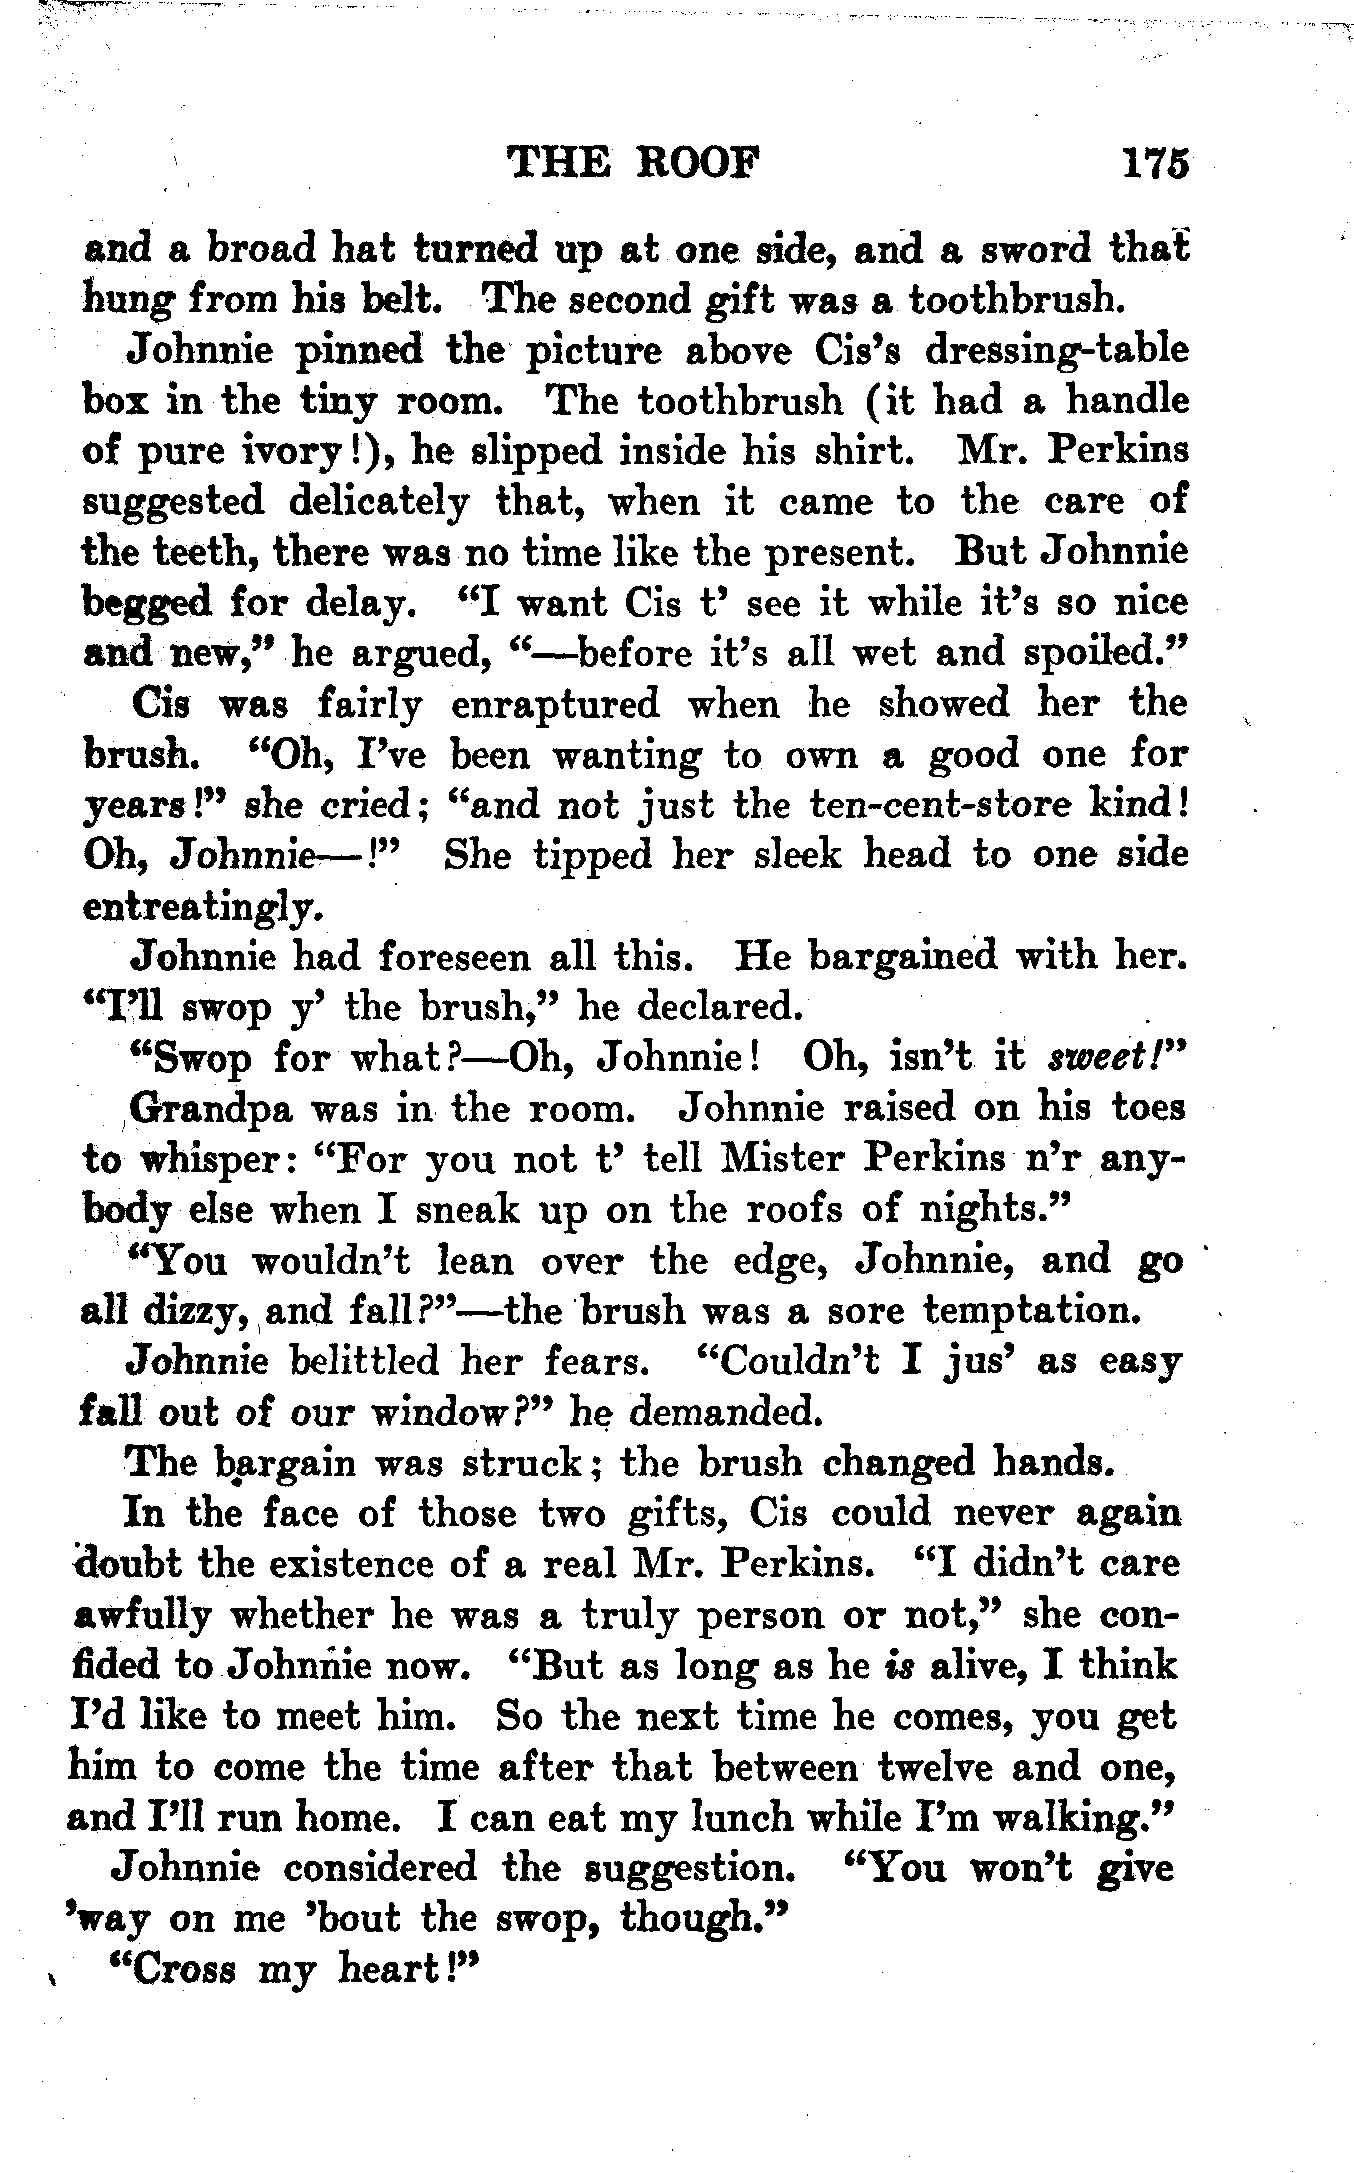 THE ROOF 175
and a broad hat turned up at one side, and a sword that
hung from his belt. The second gift was a toothbrush.
Johnnie pinned the picture above Cis's dressing-table
box in the tiny room. The toothbrush (it had a handle
of pure ivory!), he slipped inside his shirt. Mr. Perkins
suggested delicately that, when it came to the care of
the teeth, there was no time like the present. But Johnnie
begged for delay. “I want Cis t’ see it while it’s so nice
and new,” he argued, “—before it’s all wet and spoiled.”
Cis was fairly enraptured when he showed her the
brush. “Oh, I’ve been wanting to own a good one for
years!” she cried; “and not just the ten-cent-store kind!
Oh, Johnnie—!” She tipped her sleek head to one side
entreatingly.
Johnnie had foreseen all this. He bargained with her.
“I’ll swop y’ the brush,” he declared.
“Swop for what?—Oh, Johnnie! Oh, isn’t it sweet!”
Grandpa was in the room. Johnnie raised on his toes
to whisper: “For you not t’ tell Mister Perkins n’r any-
body else when I sneak up on the roofs of nights.”
“You wouldn’t lean over the edge, Johnnie, and go
all dizzy, and fall?”—the brush was a sore temptation.
Johnnie belittled her fears. “Couldn’t I jus’ as easy
fall out of our window?” he demanded.
The bargain was struck; the brush changed hands.
In the face of those two gifts, Cis could never again
doubt the existence of a real Mr. Perkins. “I didn’t care
awfully whether he was a truly person or not,” she con-
fided to Johnnie now. “But as long as he is alive, I think
I’d like to meet him. So the next time he comes, you get
him to come the time after that between twelve and one,
and I’ll run home. I can eat my lunch while I’m walking.”
Johnnie considered the suggestion. “You won’t give
’way on me ’bout the swop, though.”
“Cross my heart!”